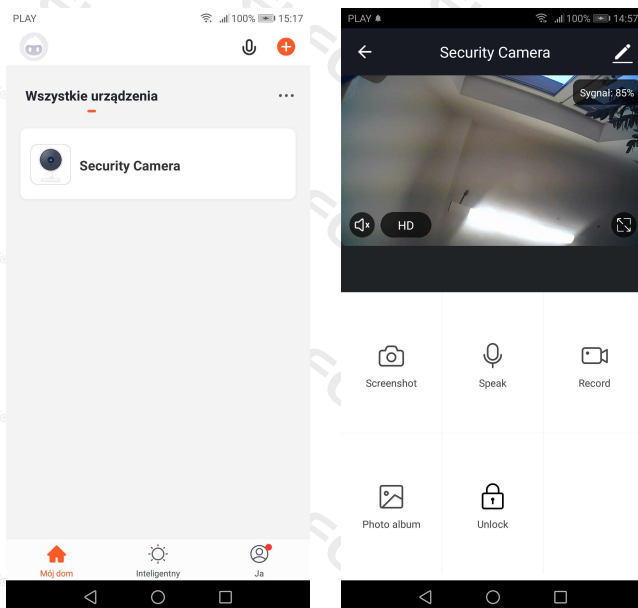 PLAY
100% 15:17
Wszystkie urządzenia
Security Camera
Mój dom
Inteligentny
Ja
PLAY
100% 14:57
Security Camera
Sygnał: 85%
HD
Screenshot
Speak
Record
Photo album
Unlock